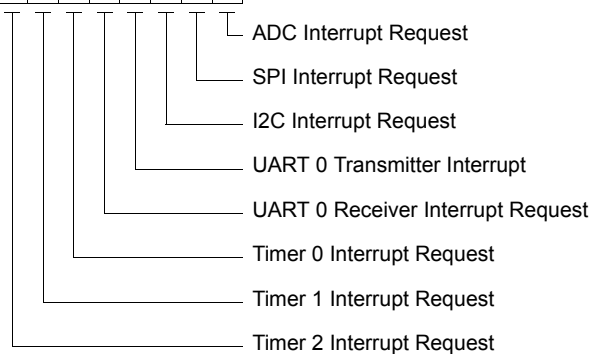 ADC Interrupt Request
SPI Interrupt Request
I2C Interrupt Request
UART 0 Transmitter Interrupt
UART 0 Receiver Interrupt Request
Timer 0 Interrupt Request
Timer 1 Interrupt Request
Timer 2 Interrupt Request